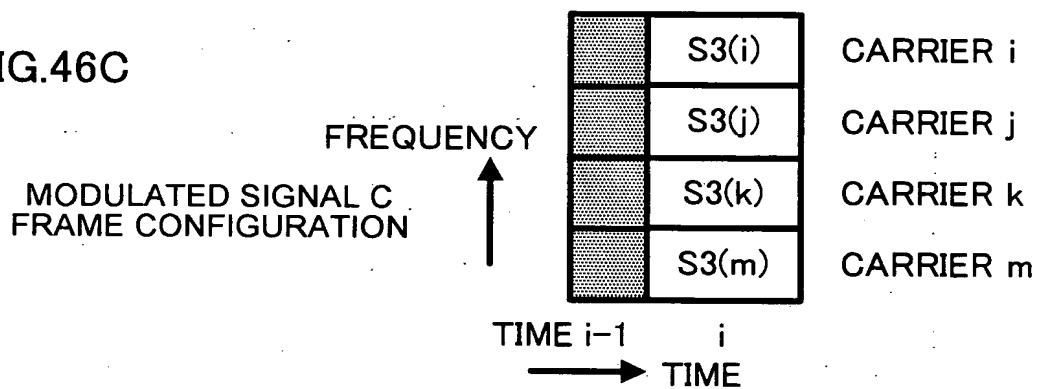 IG.46C
S3(i) CARRIER i
S3(j) CARRIER j
FREQUENCY
S3(k) CARRIER k
MODULATED SIGNAL C
FRAME CONFIGURATION
S3(m) CARRIER m
TIME i-1 i
TIME